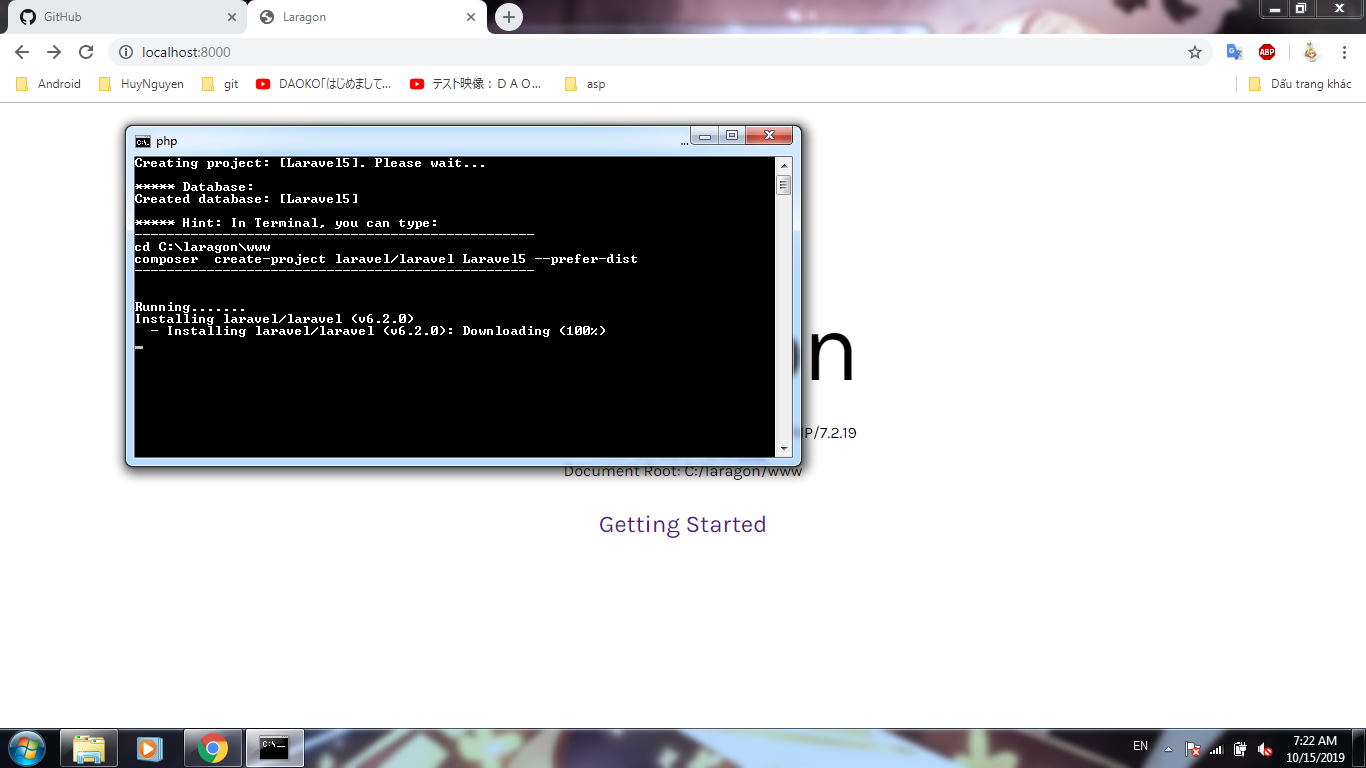 GitHub
Laragon
localhost:8000
ABP
Android
HuyNguyen
git
DAOKO「はじめまして...
テスト映像：ＤＡＯ...
asp
Dấu trang khác
php
...
Creating project: [Laravel5]. Please wait...
***** Database:
Created database: [Laravel5]
***** Hint: In Terminal, you can type:
---------------------------------------------------
cd C:\laragon\www
composer  create-project laravel/laravel Laravel5 --prefer-dist
---------------------------------------------------
Running.......
Installing laravel/laravel (v6.2.0)
  - Installing laravel/laravel (v6.2.0): Downloading (100%)
on
IP/7.2.19
Document Root: C:/laragon/www
Getting Started
C:\_
EN
7:22 AM
10/15/2019